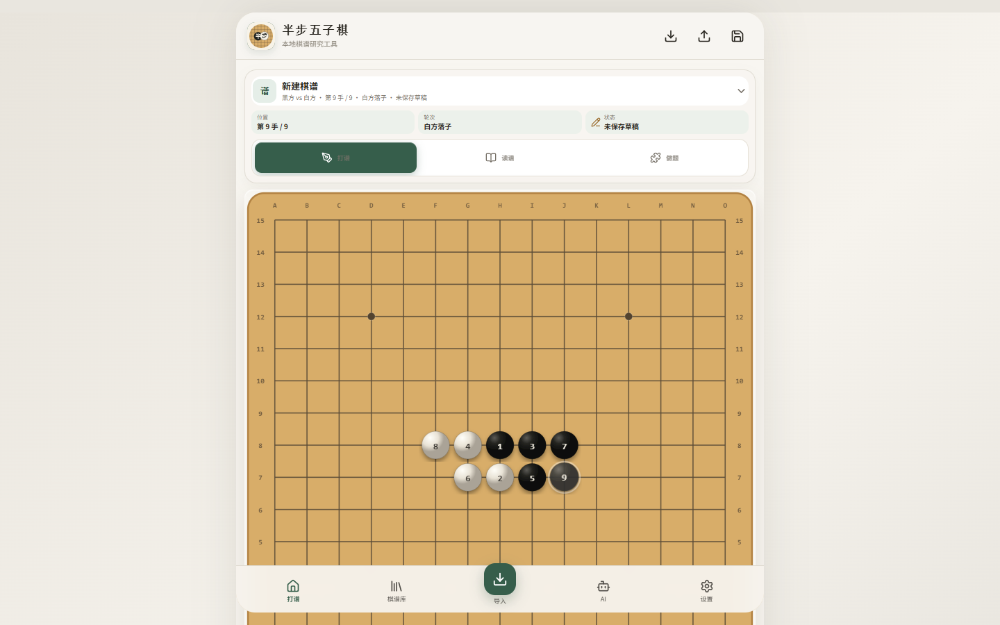 半步五子棋
本地棋谱研究工具
谱
新建棋谱
黑方 vs 白方 · 第 9 手 / 9 · 白方落子 · 未保存草稿
位置
第 9 手 / 9
轮次
白方落子
状态
未保存草稿
打谱
读谱
做题
A B C D E F G H I J K L M N O
15 15
14 14
13 13
12 12
11 11
10 10
9 9
8 8 4 1 3 7 8
7 6 2 5 9 7
6 6
5 5
打谱
棋谱库
导入
AI
设置